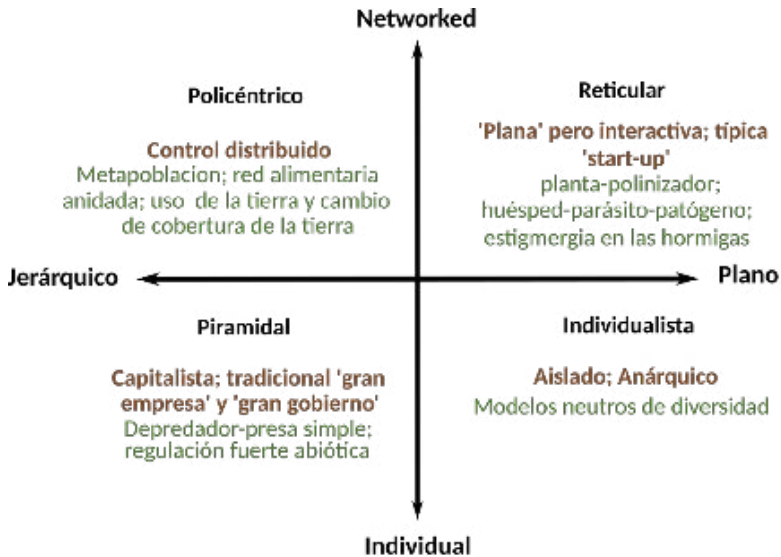 Networked
Policéntrico
Control distribuido
Metapoblacion; red alimentaria
anidada; uso de la tierra y cambio
de cobertura de la tierra
Reticular
'Plana' pero interactiva; típica
'start-up'
planta-polinizador;
huésped-parásito-patógeno;
estigmergia en las hormigas
Jerárquico
Plano
Piramidal
Capitalista; tradicional 'gran
empresa' y 'gran gobierno'
Depredador-presa simple;
regulación fuerte abiótica
Individualista
Aislado; Anárquico
Modelos neutros de diversidad
Individual